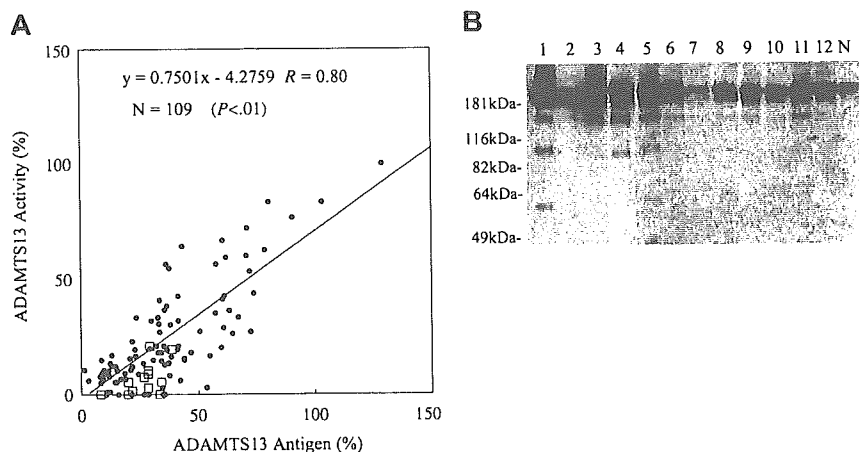 A
150
100
50
0
ADAMTS13 Activity (%)
y = 0.7501x - 4.2759 R = 0.80
N = 109 (P<.01)
0 50 100 150
ADAMTS13 Antigen (%)
B
1 2 3 4 5 6 7 8 9 10 11 12 N
181kDa-
116kDa-
82kDa-
64kDa-
49kDa-